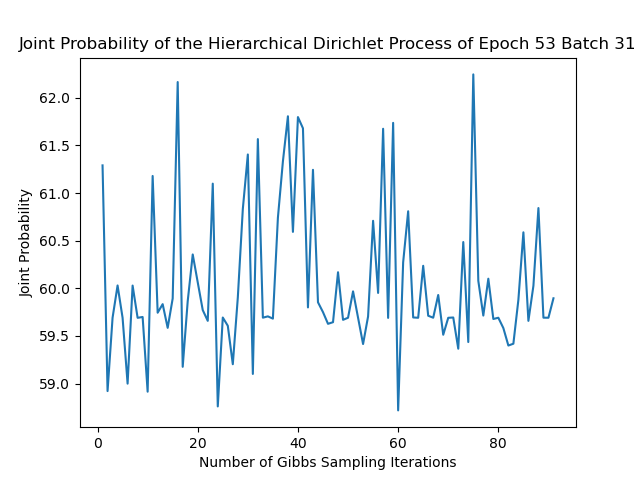 Joint Probability of the Hierarchical Dirichlet Process of Epoch 53 Batch 31
Joint Probability
62.0
61.5
61.0
60.5
60.0
59.5
59.0
0 20 40 60 80
Number of Gibbs Sampling Iterations